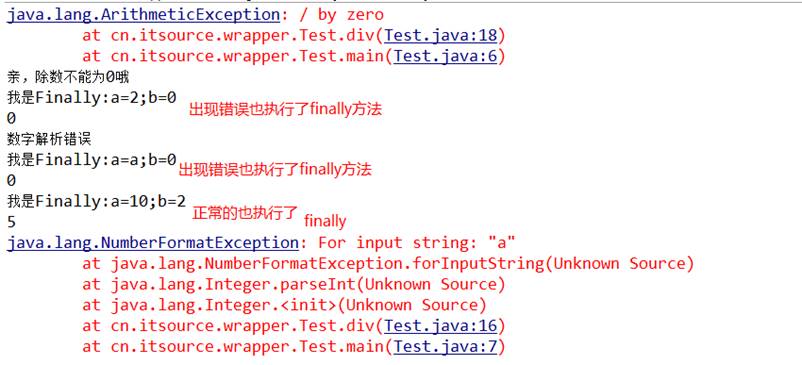 java.lang.ArithmeticException: / by zero
at cn.itsource.wrapper.Test.div(Test.java:18)
at cn.itsource.wrapper.Test.main(Test.java:6)
亲，除数不能为0哦
我是Finally:a=2;b=0 出现错误也执行了finally方法
0
数字解析错误
我是Finally:a=a;b=0 出现错误也执行了finally方法
0
我是Finally:a=10;b=2 正常的也执行了 finally
5
java.lang.NumberFormatException: For input string: "a"
at java.lang.NumberFormatException.forInputString(Unknown Source)
at java.lang.Integer.parseInt(Unknown Source)
at java.lang.Integer.<init>(Unknown Source)
at cn.itsource.wrapper.Test.div(Test.java:16)
at cn.itsource.wrapper.Test.main(Test.java:7)